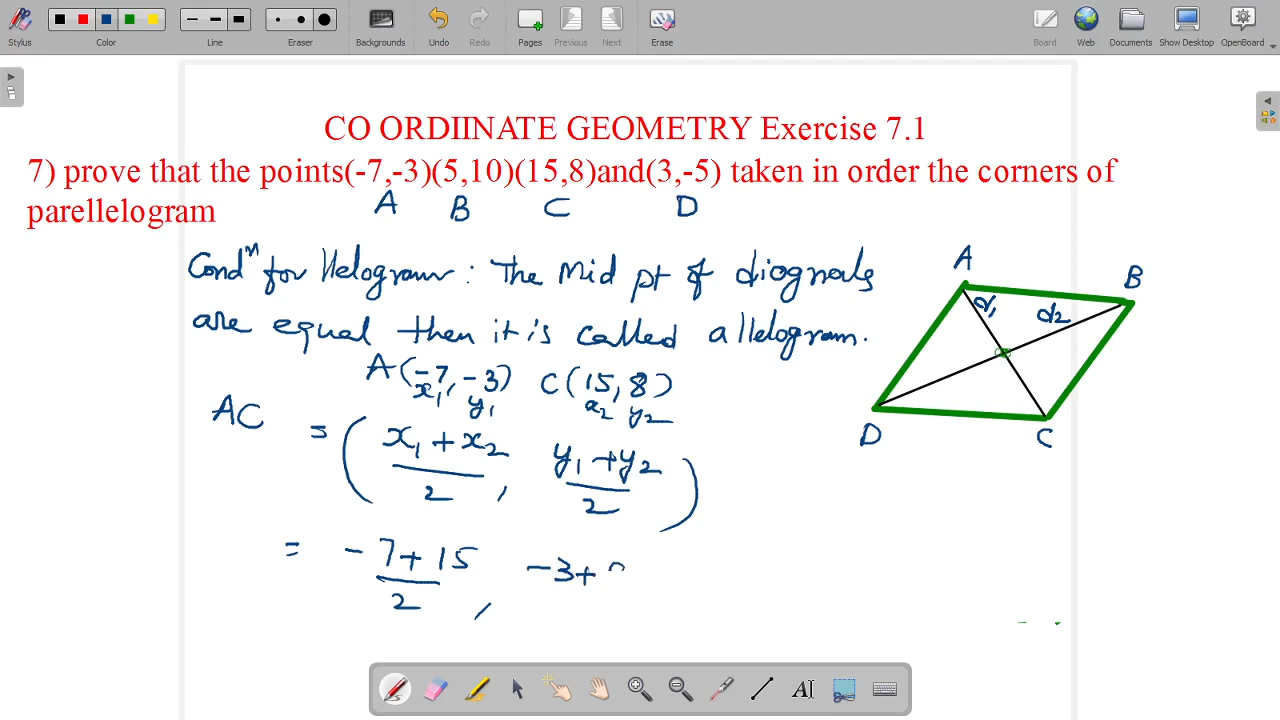 Stylus Color Line Eraser Backgrounds Undo Redo Pages Previous Next Erase Board Web Documents Show Desktop OpenBoard
CO ORDIINATE GEOMETRY Exercise 7.1
7) prove that the points(-7,-3)(5,10)(15,8)and(3,-5) taken in order the corners of
A B C D
parellelogram
Condⁿ for llelogram : The Mid pt of diognals
are equal then it is called a llelogram.
A(-7, -3) C(15, 8)
x₁ y₁ x₂ y₂
AC = (x₁+x₂/2, y₁+y₂/2)
= -7+15/2, -3+
A B
d₁ d₂
D C
AI